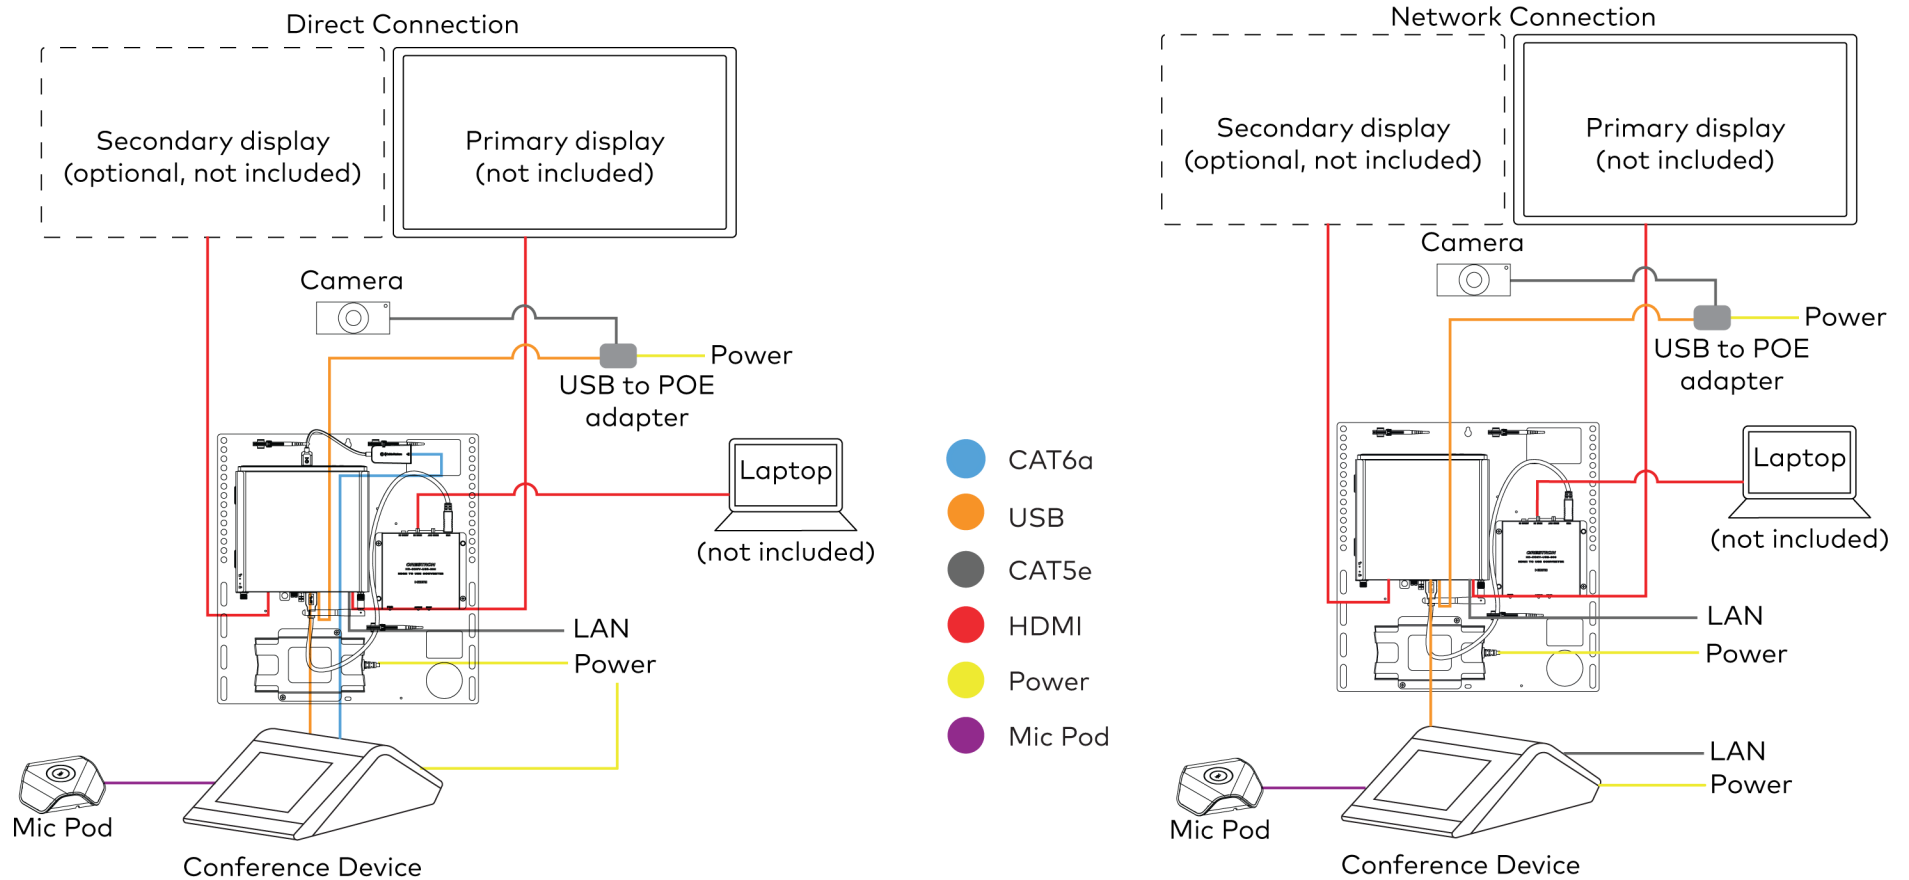 Direct Connection
Secondary display
(optional, not included)
Primary display
(not included)
Camera
Power
USB to POE
adapter
Laptop
(not included)
LAN
Power
Mic Pod
Conference Device
CAT6a
USB
CAT5e
HDMI
Power
Mic Pod
Network Connection
Secondary display
(optional, not included)
Primary display
(not included)
Camera
Power
USB to POE
adapter
Laptop
(not included)
CRESTRON
LAN
Power
LAN
Power
Mic Pod
Conference Device